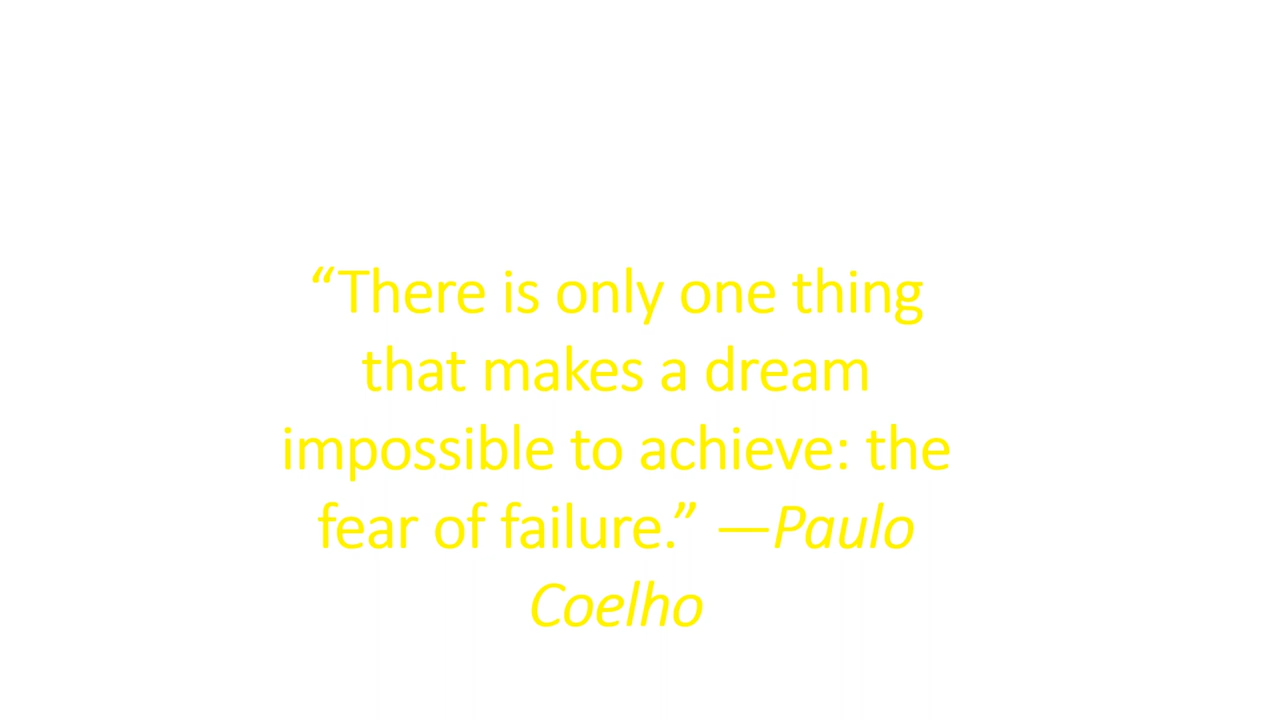 “There is only one thing
that makes a dream
impossible to achieve: the
fear of failure.” —Paulo
Coelho